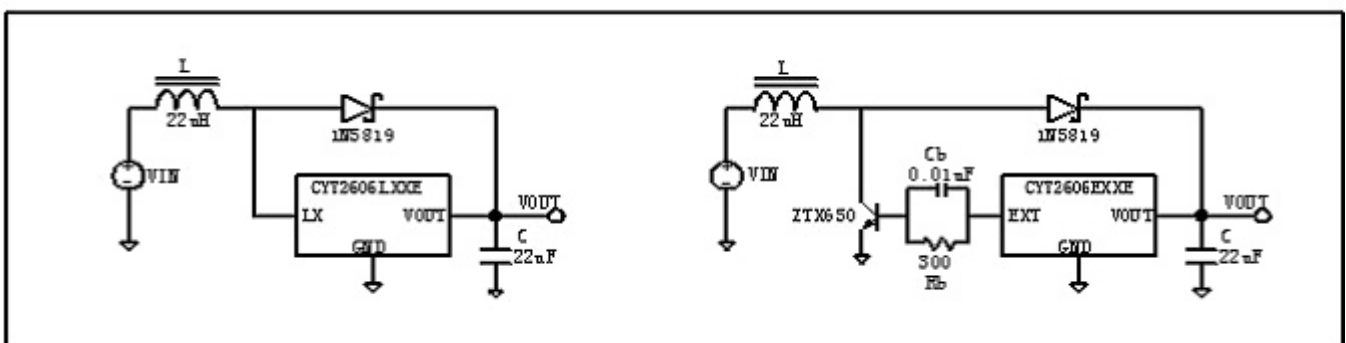 L
22uH
1N5819
VIN
CYT2606LXXE
LX
VOUT
GND
VOUT
C
22uF
L
22uH
1N5819
VIN
Cb
0.01uF
ZTX650
300
Rb
CYT2606EXXE
EXT
VOUT
GND
VOUT
C
22uF